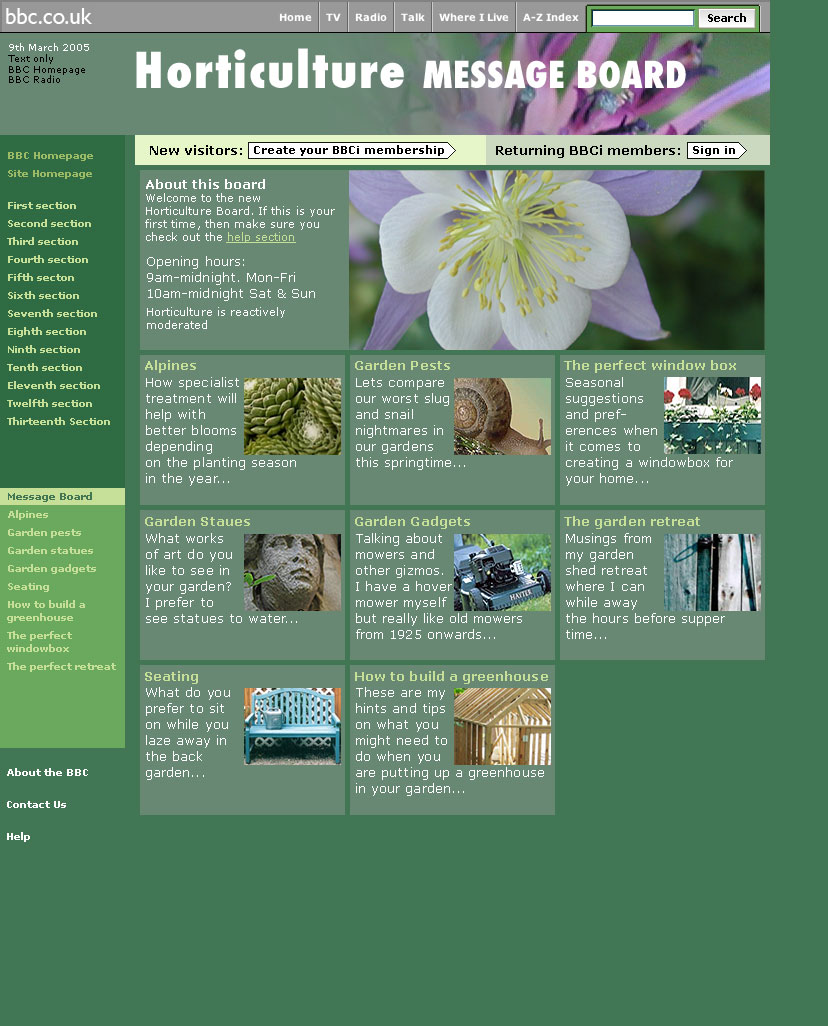 bbc.co.uk
Home
TV
Radio
Talk
Where I Live
A-Z Index
Search
9th March 2005
Text only
BBC Homepage
BBC Radio
Horticulture MESSAGE BOARD
BBC Homepage
Site Homepage
First section
Second section
Third section
Fourth section
Fifth secton
Sixth section
Seventh section
Eighth section
Ninth section
Tenth section
Eleventh section
Twelfth section
Thirteenth Section
Message Board
Alpines
Garden pests
Garden statues
Garden gadgets
Seating
How to build a
greenhouse
The perfect
windowbox
The perfect retreat
About the BBC
Contact Us
Help
New visitors: Create your BBCi membership
Returning BBCi members: Sign in
About this board
Welcome to the new
Horticulture Board. If this is your
first time, then make sure you
check out the help section
Opening hours:
9am-midnight. Mon-Fri
10am-midnight Sat & Sun
Horticulture is reactively
moderated
Alpines
How specialist
treatment will
help with
better blooms
depending
on the planting season
in the year...
Garden Pests
Lets compare
our worst slug
and snail
nightmares in
our gardens
this springtime...
The perfect window box
Seasonal
suggestions
and pref-
erences when
it comes to
creating a windowbox for
your home...
Garden Staues
What works
of art do you
like to see in
your garden?
I prefer to
see statues to water...
Garden Gadgets
Talking about
mowers and
other gizmos.
I have a hover
mower myself
but really like old mowers
from 1925 onwards...
HAYTER
The garden retreat
Musings from
my garden
shed retreat
where I can
while away
the hours before supper
time...
Seating
What do you
prefer to sit
on while you
laze away in
the back
garden...
How to build a greenhouse
These are my
hints and tips
on what you
might need to
do when you
are putting up a greenhouse
in your garden...